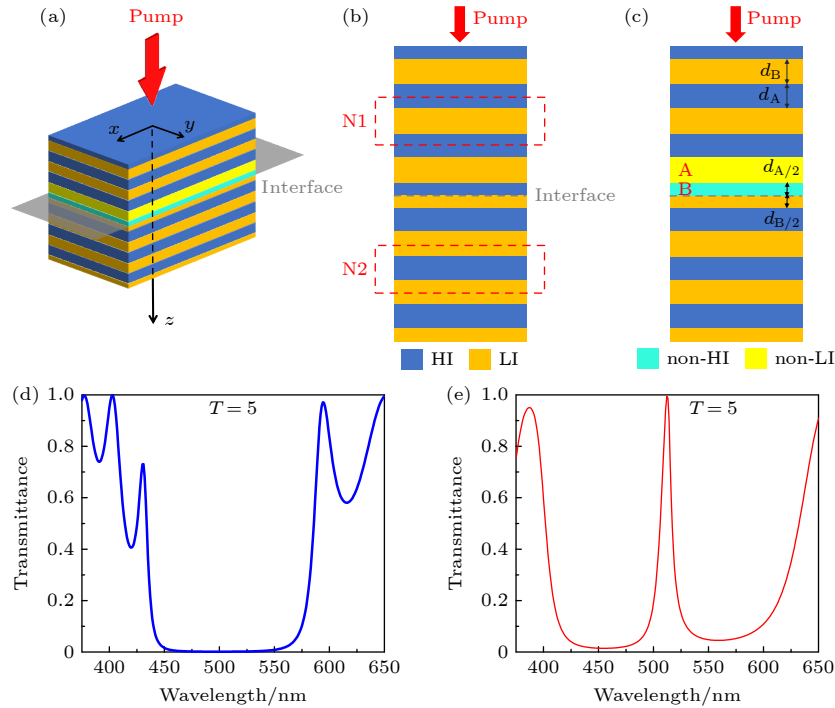 (a)
Pump
x
y
Interface
z
(b)
Pump
N1
Interface
N2
HI
LI
(c)
Pump
dB
dA
A
dA/2
B
dB/2
non-HI
non-LI
(d)
T = 5
1.0
0.8
0.6
0.4
0.2
0
Transmittance
400
450
500
550
600
650
Wavelength/nm
(e)
T = 5
1.0
0.8
0.6
0.4
0.2
0
Transmittance
400
450
500
550
600
650
Wavelength/nm